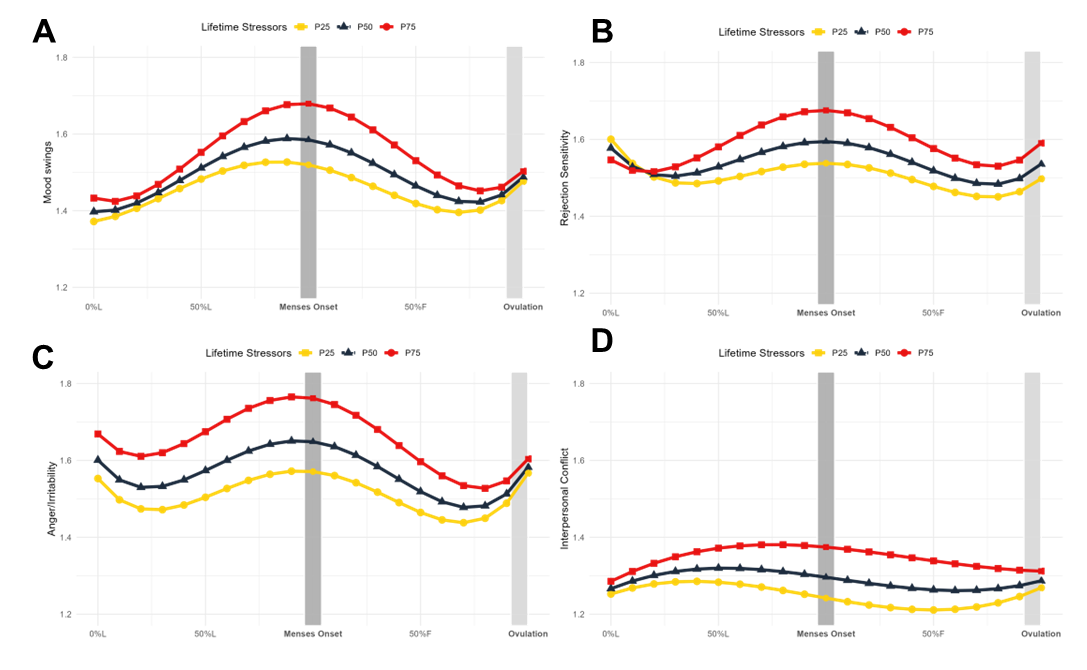 A
Lifetime Stressors P25 P50 P75
Mood swings
1.8
1.6
1.4
1.2
0%L 50%L Menses Onset 50%F Ovulation
B
Lifetime Stressors P25 P50 P75
Rejection Sensitivity
1.8
1.6
1.4
1.2
0%L 50%L Menses Onset 50%F Ovulation
C
Lifetime Stressors P25 P50 P75
Anger/Irritability
1.8
1.6
1.4
1.2
0%L 50%L Menses Onset 50%F Ovulation
D
Lifetime Stressors P25 P50 P75
Interpersonal Conflict
1.8
1.6
1.4
1.2
0%L 50%L Menses Onset 50%F Ovulation